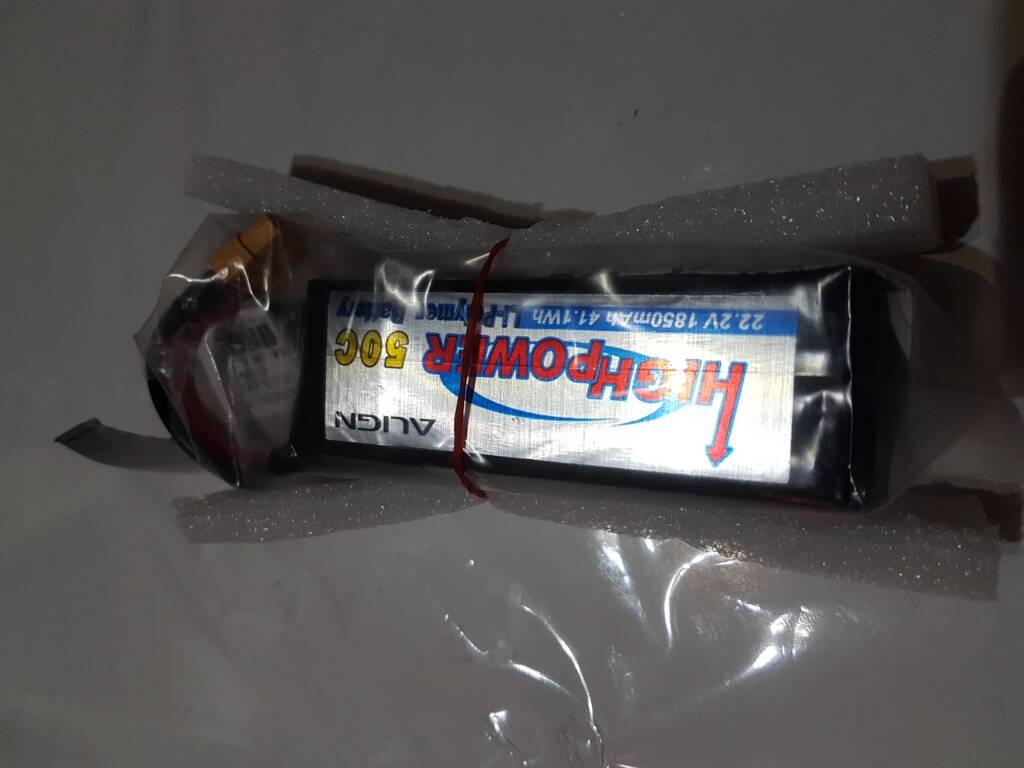 ALIGN
HIGHPOWER 50C
22.2V 1850mAh 41.1Wh Li-Polymer Battery